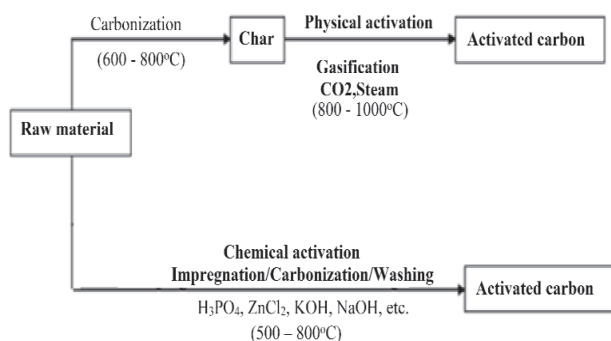 Carbonization
(600 - 800°C)
Char
Physical activation
Gasification
CO2,Steam
(800 - 1000°C)
Activated carbon
Raw material
Chemical activation
Impregnation/Carbonization/Washing
H₃PO₄, ZnCl₂, KOH, NaOH, etc.
(500 – 800°C)
Activated carbon